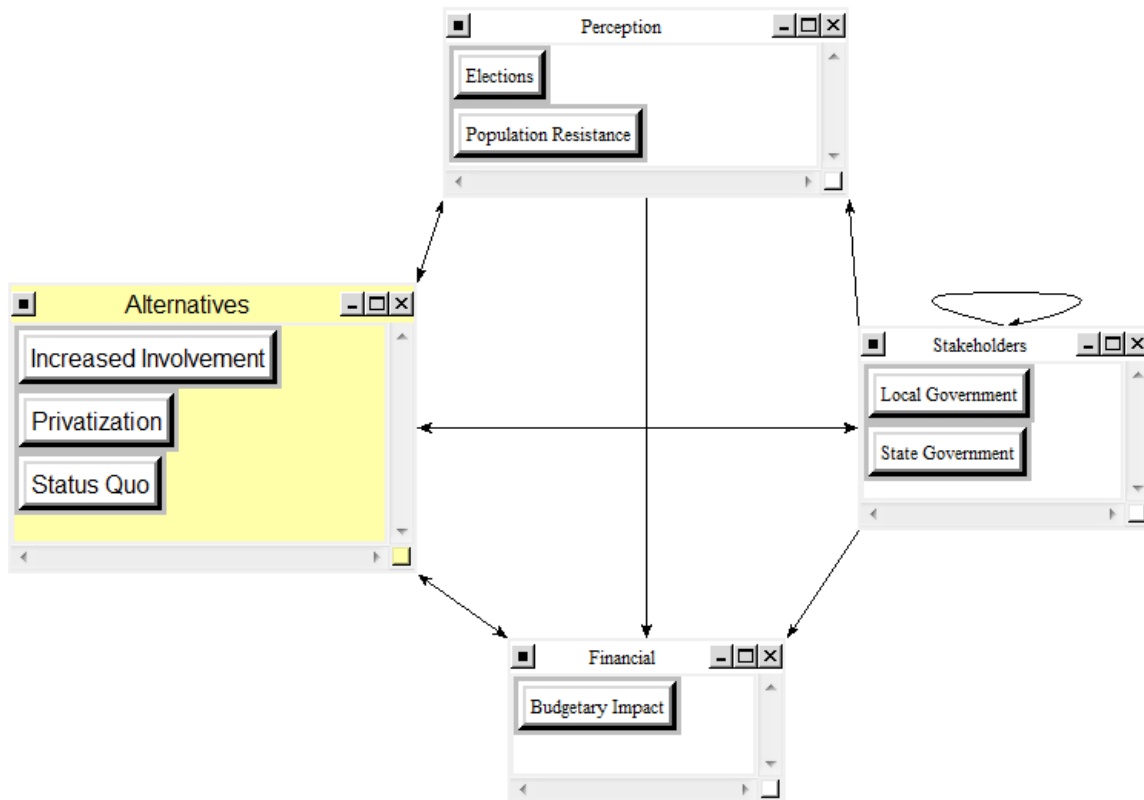 Perception
Elections
Population Resistance
Alternatives
Increased Involvement
Privatization
Status Quo
Stakeholders
Local Government
State Government
Financial
Budgetary Impact